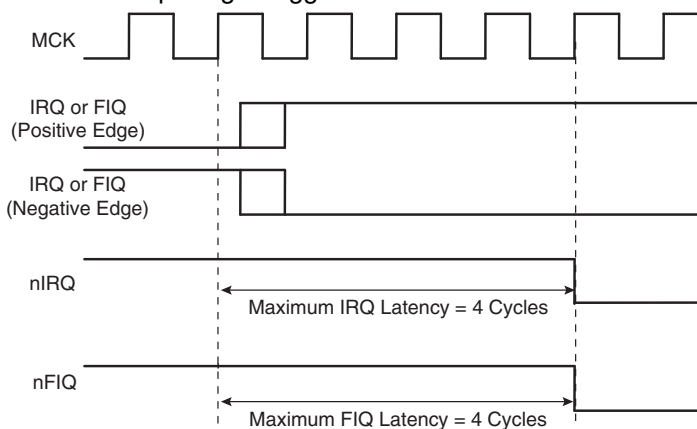 MCK
IRQ or FIQ
(Positive Edge)
IRQ or FIQ
(Negative Edge)
nIRQ
Maximum IRQ Latency = 4 Cycles
nFIQ
Maximum FIQ Latency = 4 Cycles